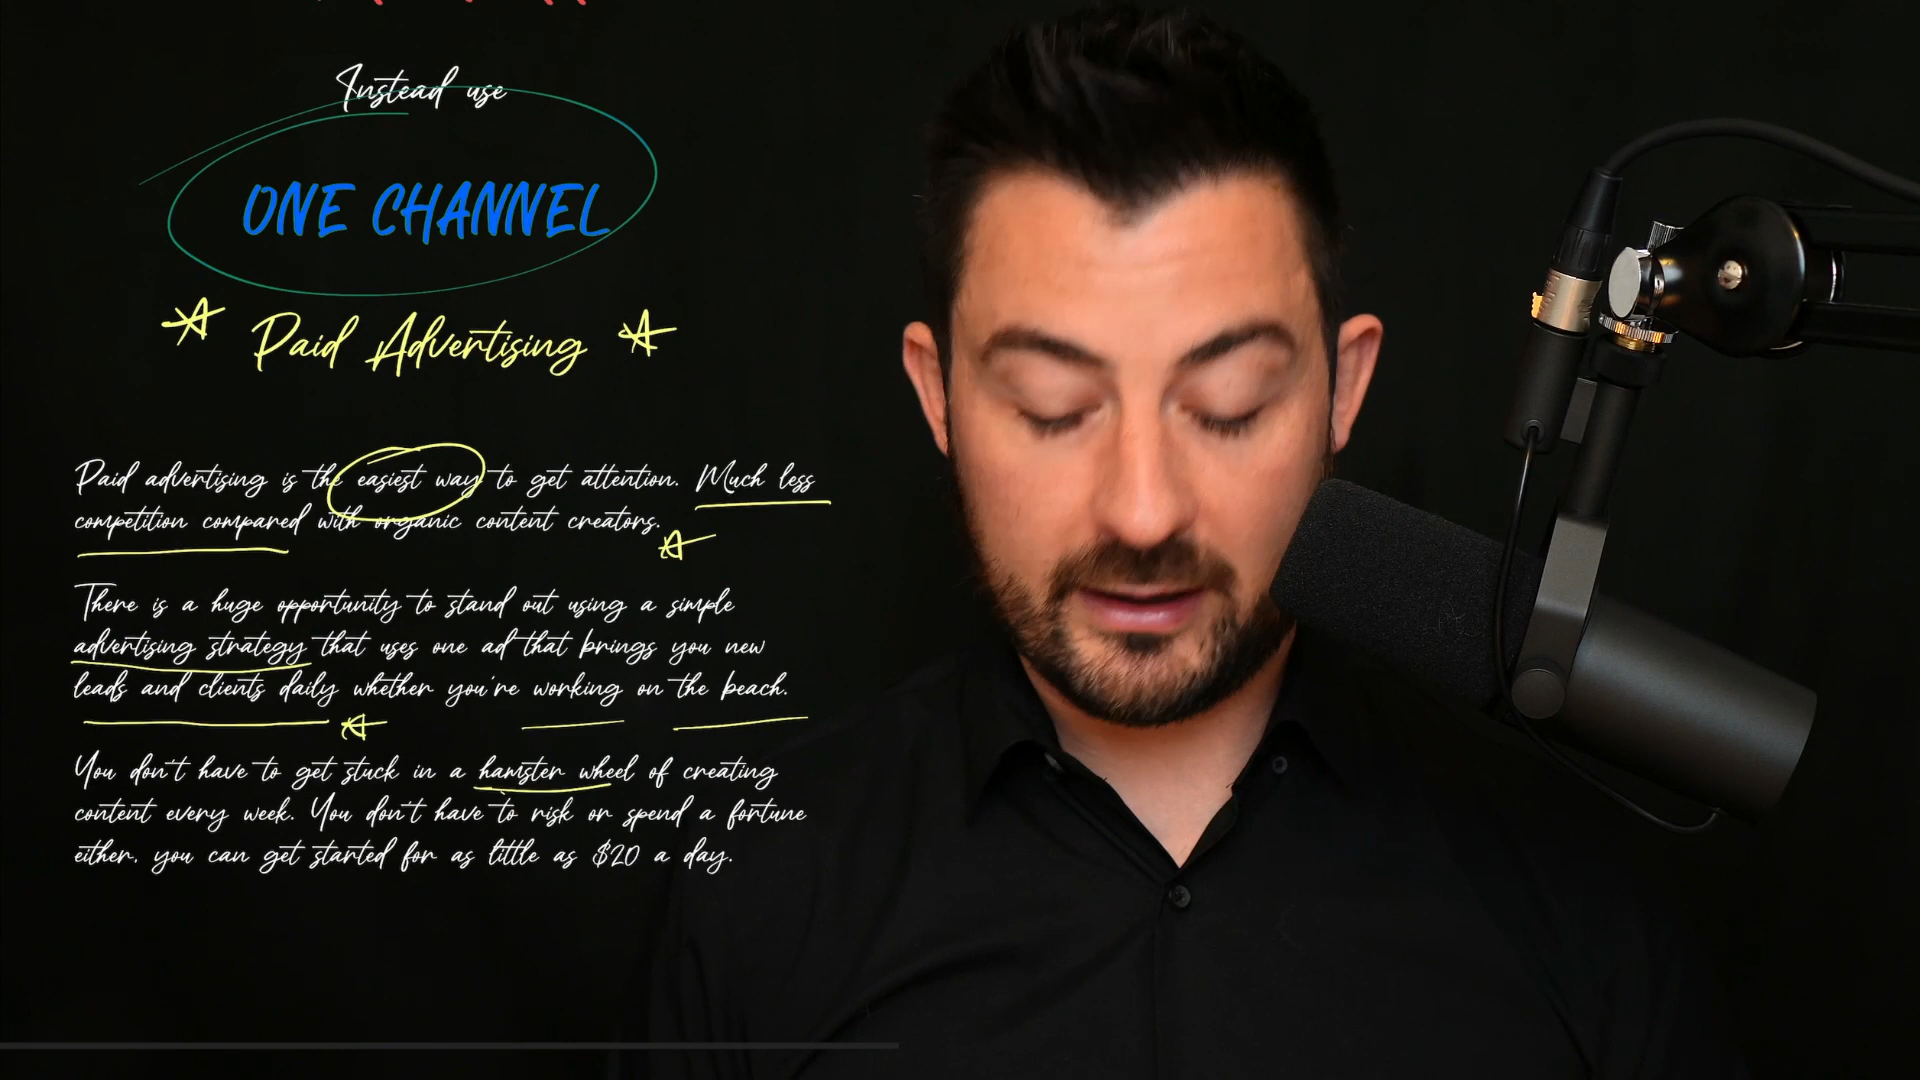 Instead use
ONE CHANNEL
Paid Advertising
Paid advertising is the easiest way to get attention. Much less
competition compared with organic content creators.
There is a huge opportunity to stand out using a simple
advertising strategy that uses one ad that brings you new
leads and clients daily whether you're working on the beach.
You don't have to get stuck in a hamster wheel of creating
content every week. You don't have to risk or spend a fortune
either. you can get started for as little as $20 a day.